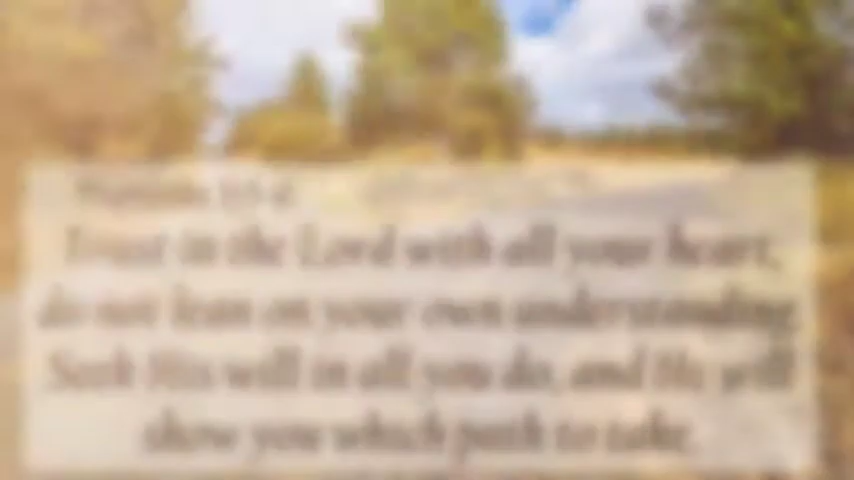 Trust in the Lord with all your heart,
do not lean on your own understanding.
Seek His will in all you do, and He will
show you which path to take.